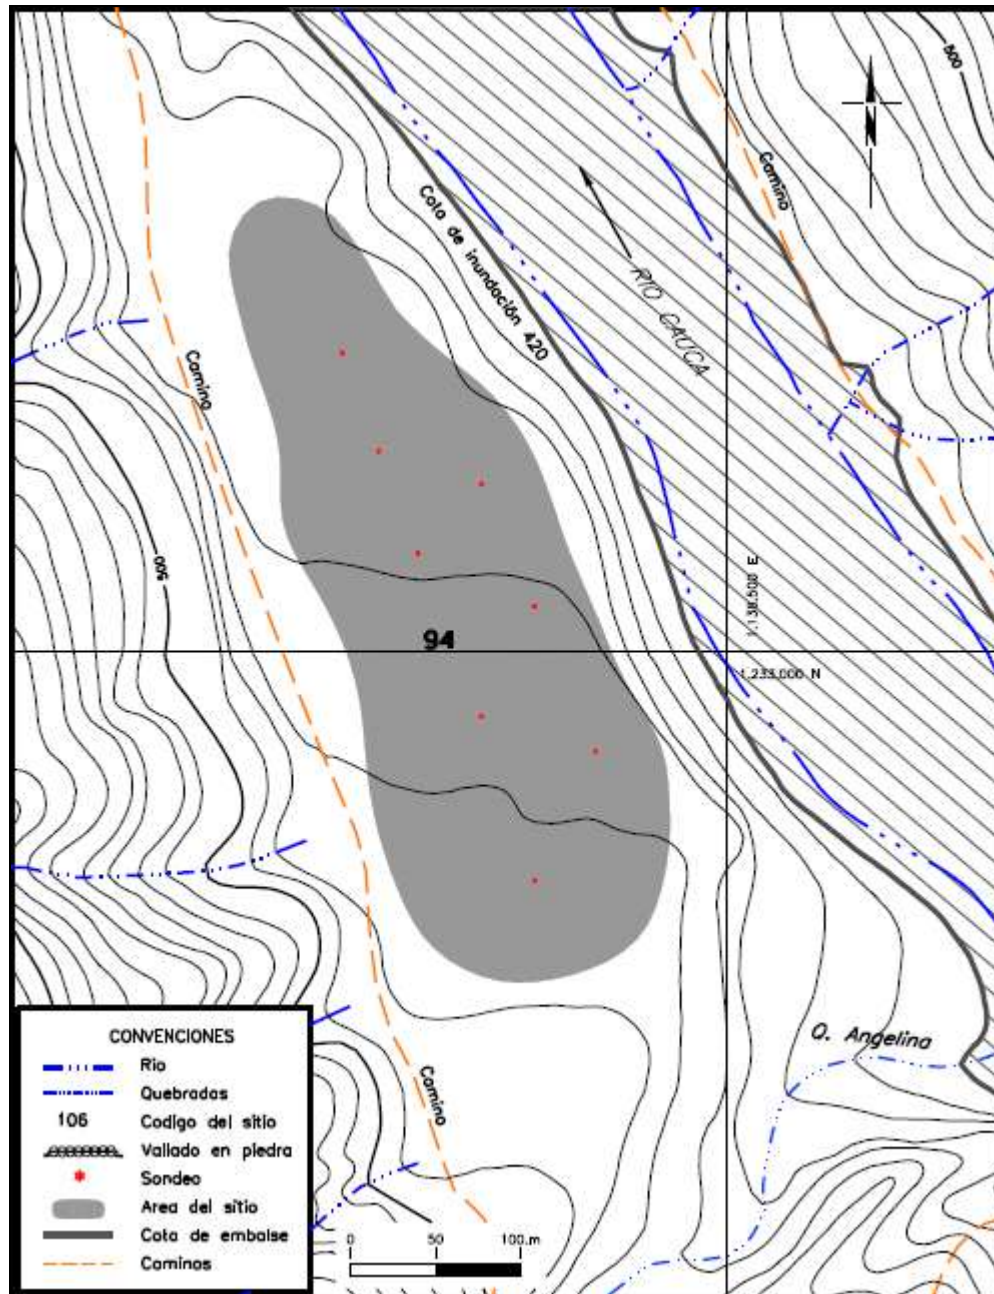 500
Camino
Cota de inundación 420
RIO CAUCA
Camino
500
1.138.500 E
94
1.233.000 N
Q. Angelina
Camino
CONVENCIONES
Rio
Quebradas
106 Codigo del sitio
Vallado en piedra
Sondeo
Area del sitio
Cota de embalse
Caminos
0 50 100.m